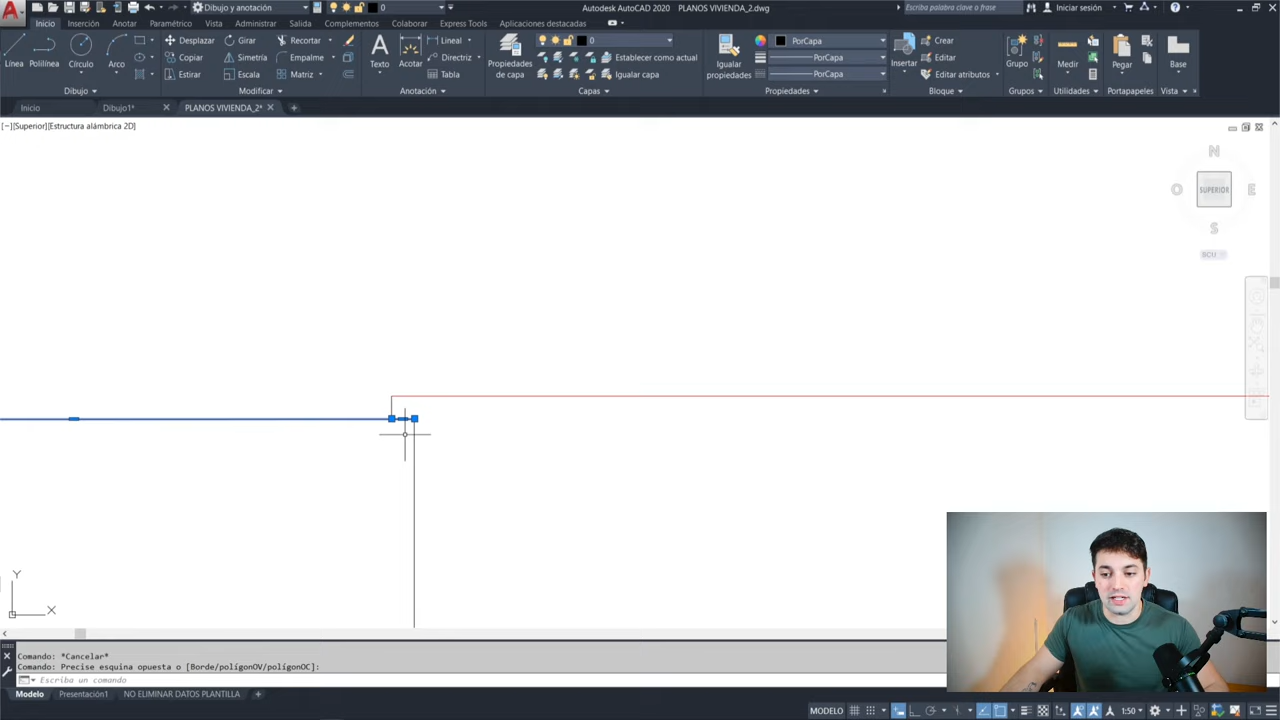 Dibujo y anotación
0
Autodesk AutoCAD 2020 PLANOS VIVIENDA_2.dwg
Escriba palabra clave o frase
Iniciar sesión
Inicio Inserción Anotar Paramétrico Vista Administrar Salida Complementos Colaborar Express Tools Aplicaciones destacadas
Línea Polilínea Círculo Arco
Desplazar Girar Recortar
Copiar Simetría Empalme
Estirar Escala Matriz
Texto Acotar
Lineal
Directriz
Tabla
Propiedades de capa
0
Establecer como actual
Igualar capa
Igualar propiedades
PorCapa
PorCapa
PorCapa
Insertar
Crear
Editar
Editar atributos
Grupo Medir Pegar Base
Dibujo Modificar Anotación Capas Propiedades Bloque Grupos Utilidades Portapapeles Vista
Inicio Dibujo1* PLANOS VIVIENDA_2*
[−][Superior][Estructura alámbrica 2D]
N
O SUPERIOR E
S
SCU
Y
X
Comando: *Cancelar*
Comando: Precise esquina opuesta o [Borde/polígonOV/polígonOC]:
Escriba un comando
Modelo Presentación1 NO ELIMINAR DATOS PLANTILLA
MODELO 1:50